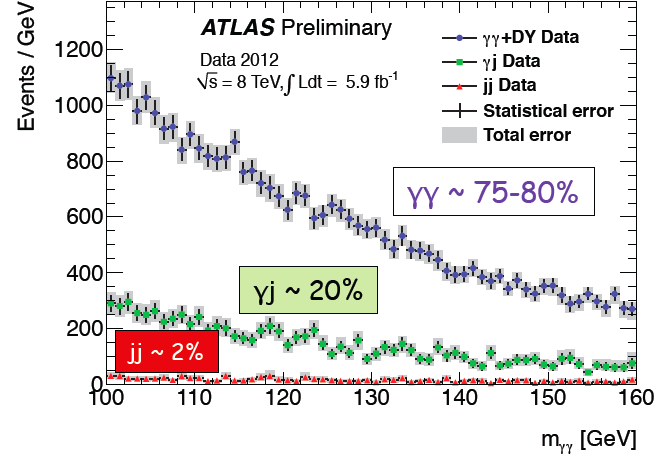 ATLAS Preliminary
Data 2012
√s = 8 TeV, ∫ Ldt = 5.9 fb⁻¹
γγ+DY Data
γj Data
jj Data
Statistical error
Total error
γγ ~ 75-80%
γj ~ 20%
jj ~ 2%
Events / GeV
1200
1000
800
600
400
200
0
100 110 120 130 140 150 160
mγγ [GeV]